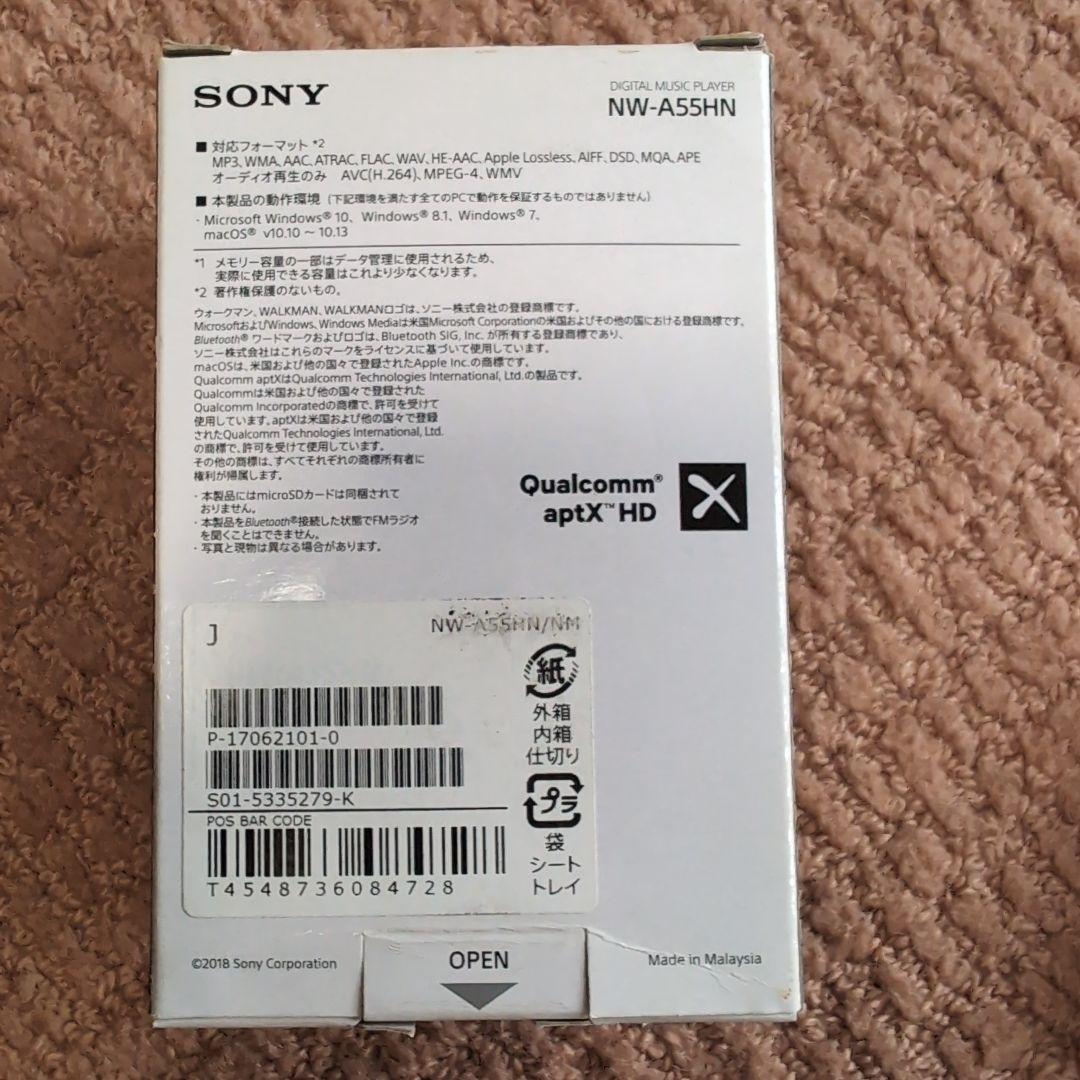 SONY
DIGITAL MUSIC PLAYER
NW-A55HN
■ 対応フォーマット *2
MP3、WMA、AAC、ATRAC、FLAC、WAV、HE-AAC、Apple Lossless、AIFF、DSD、MQA、APE
オーディオ再生のみ AVC(H.264)、MPEG-4、WMV
■ 本製品の動作環境 (下記環境を満たす全てのPCで動作を保証するものではありません)
・Microsoft Windows® 10、 Windows® 8.1、 Windows® 7、
macOS® v10.10 ~ 10.13
*1 メモリー容量の一部はデータ管理に使用されるため、
実際に使用できる容量はこれより少なくなります。
*2 著作権保護のないもの。
ウォークマン、WALKMAN、WALKMANロゴは、ソニー株式会社の登録商標です。
MicrosoftおよびWindows、Windows Mediaは米国Microsoft Corporationの米国およびその他の国における登録商標です。
Bluetooth® ワードマークおよびロゴは、Bluetooth SIG, Inc. が所有する登録商標であり、
ソニー株式会社はこれらのマークをライセンスに基づいて使用しています。
macOSは、米国および他の国々で登録されたApple Inc.の商標です。
Qualcomm aptXはQualcomm Technologies International, Ltd.の製品です。
Qualcommは米国および他の国々で登録された
Qualcomm Incorporatedの商標で、許可を受けて
使用しています。aptXは米国および他の国々で登録
されたQualcomm Technologies International, Ltd.
の商標で、許可を受けて使用しています。
その他の商標は、すべてそれぞれの商標所有者に
権利が帰属します。
・本製品にはmicroSDカードは同梱されて
おりません。
・本製品をBluetooth®接続した状態でFMラジオ
を聞くことはできません。
・写真と現物は異なる場合があります。
Qualcomm®
aptX™ HD
J
NW-A55HN/NM
紙
外箱
内箱
仕切り
P-17062101-0
S01-5335279-K
POS BAR CODE
T4548736084728
プラ
袋
シート
トレイ
©2018 Sony Corporation
OPEN
Made in Malaysia